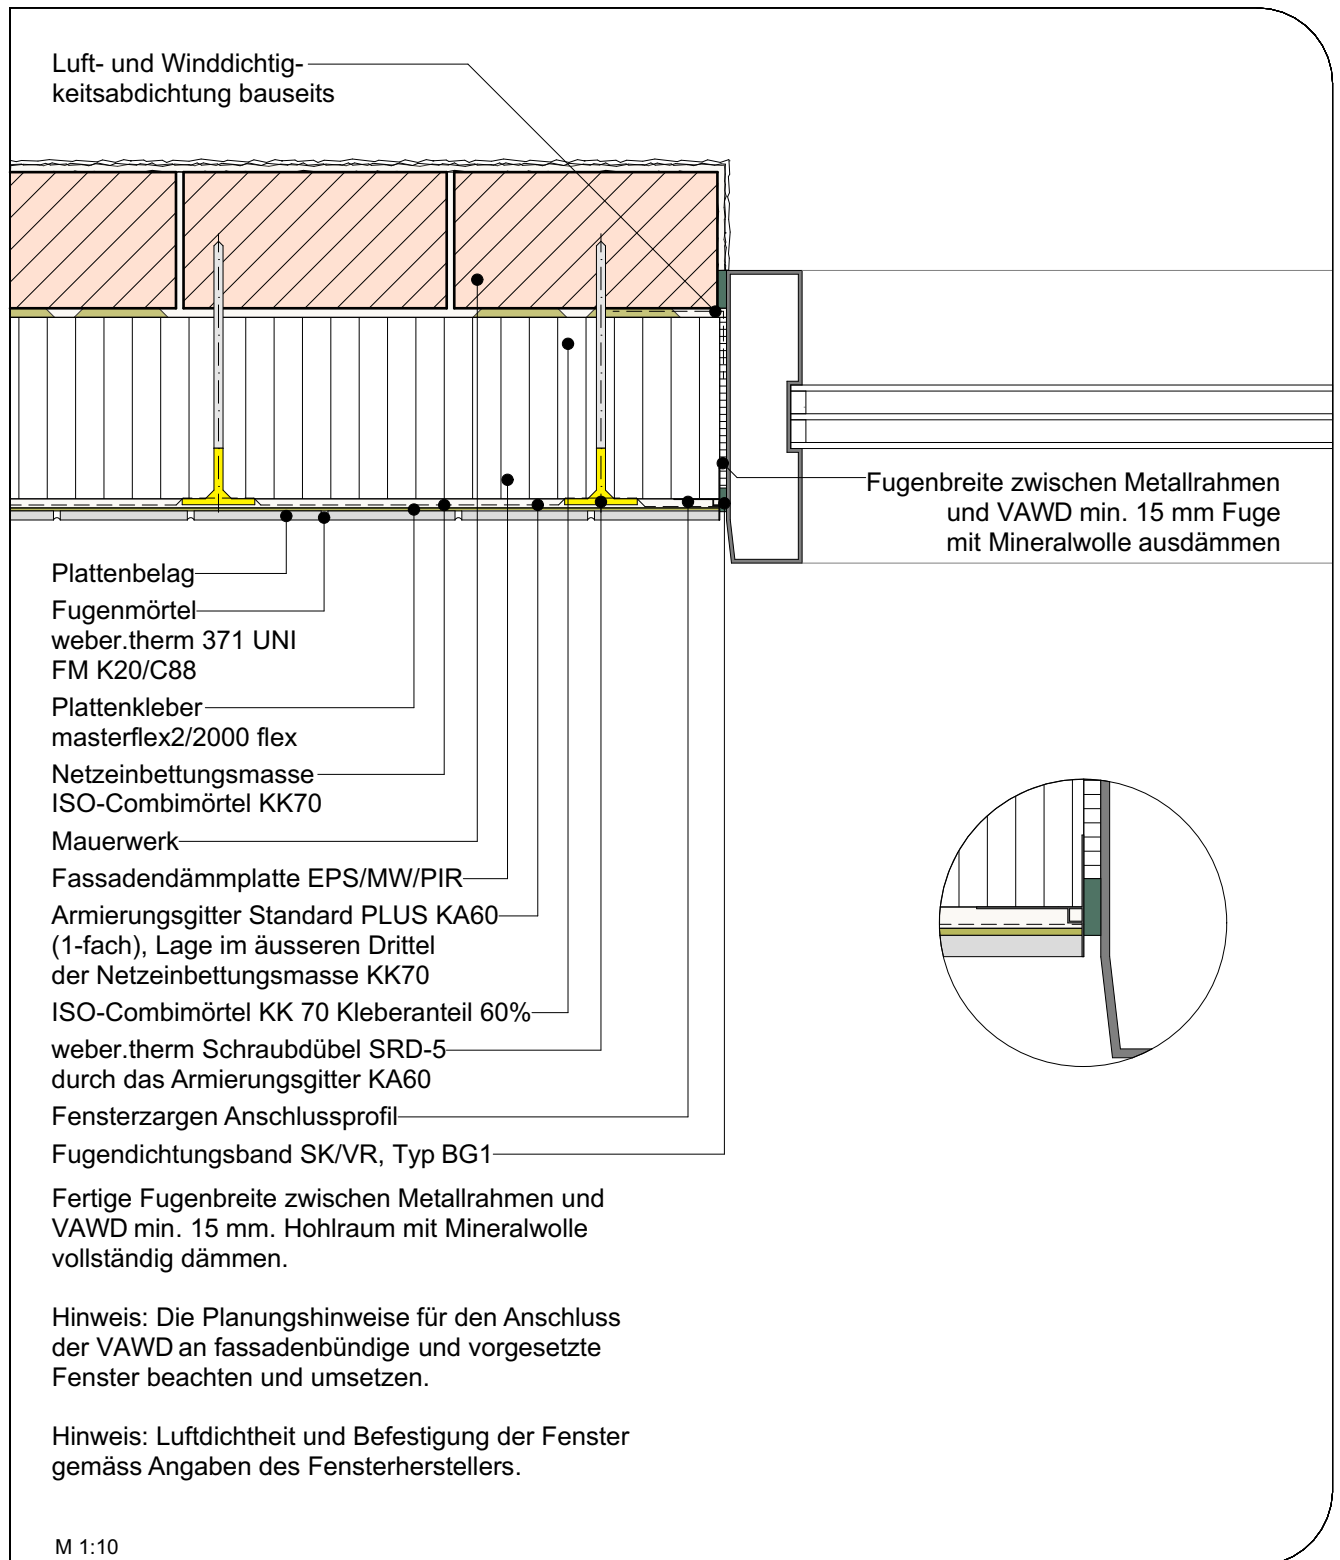 Luft- und Winddichtig-
keitsabdichtung bauseits
Fugenbreite zwischen Metallrahmen
und VAWD min. 15 mm Fuge
mit Mineralwolle ausdämmen
Plattenbelag
Fugenmörtel
weber.therm 371 UNI
FM K20/C88
Plattenkleber
masterflex2/2000 flex
Netzeinbettungsmasse
ISO-Combimörtel KK70
Mauerwerk
Fassadendämmplatte EPS/MW/PIR
Armierungsgitter Standard PLUS KA60
(1-fach), Lage im äusseren Drittel
der Netzeinbettungsmasse KK70
ISO-Combimörtel KK 70 Kleberanteil 60%
weber.therm Schraubdübel SRD-5
durch das Armierungsgitter KA60
Fensterzargen Anschlussprofil
Fugendichtungsband SK/VR, Typ BG1
Fertige Fugenbreite zwischen Metallrahmen und
VAWD min. 15 mm. Hohlraum mit Mineralwolle
vollständig dämmen.
Hinweis: Die Planungshinweise für den Anschluss
der VAWD an fassadenbündige und vorgesetzte
Fenster beachten und umsetzen.
Hinweis: Luftdichtheit und Befestigung der Fenster
gemäss Angaben des Fensterherstellers.
M 1:10